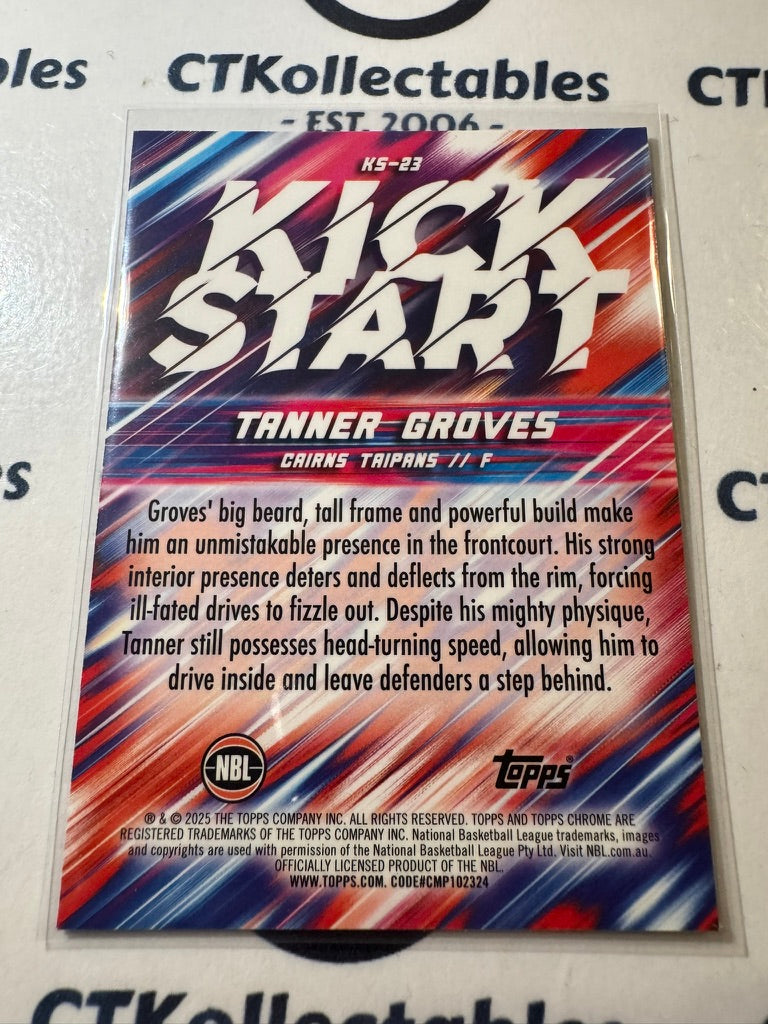 bles CTKollectables CT
- EST. 2006 -
KS-23
KICK
START
TANNER GROVES
CAIRNS TAIPANS // F
s
CT
Groves' big beard, tall frame and powerful build make
him an unmistakable presence in the frontcourt. His strong
interior presence deters and deflects from the rim, forcing
ill-fated drives to fizzle out. Despite his mighty physique,
Tanner still possesses head-turning speed, allowing him to
drive inside and leave defenders a step behind.
NBL
topps®
® & © 2025 THE TOPPS COMPANY INC. ALL RIGHTS RESERVED. TOPPS AND TOPPS CHROME ARE
REGISTERED TRADEMARKS OF THE TOPPS COMPANY INC. National Basketball League trademarks, images
and copyrights are used with permission of the National Basketball League Pty Ltd. Visit NBL.com.au.
OFFICIALLY LICENSED PRODUCT OF THE NBL.
WWW.TOPPS.COM. CODE#CMP102324
CTKollectables